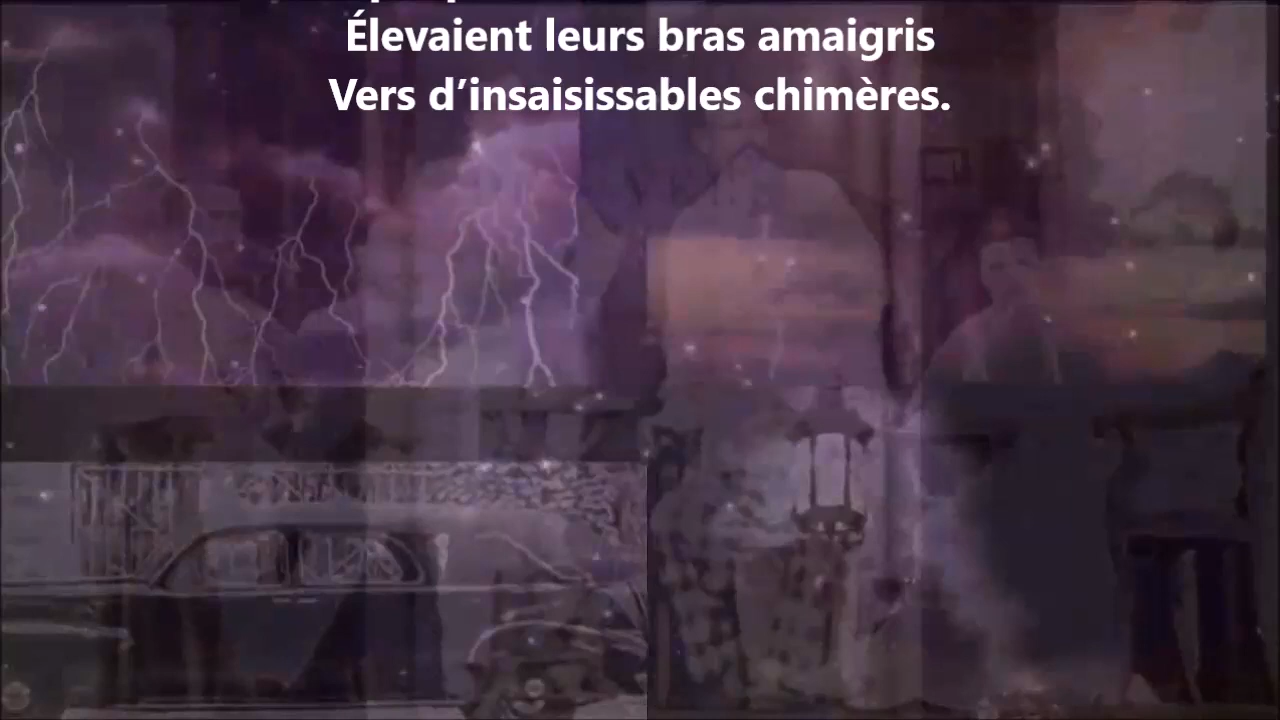 Élevaient leurs bras amaigris
Vers d’insaisissables chimères.